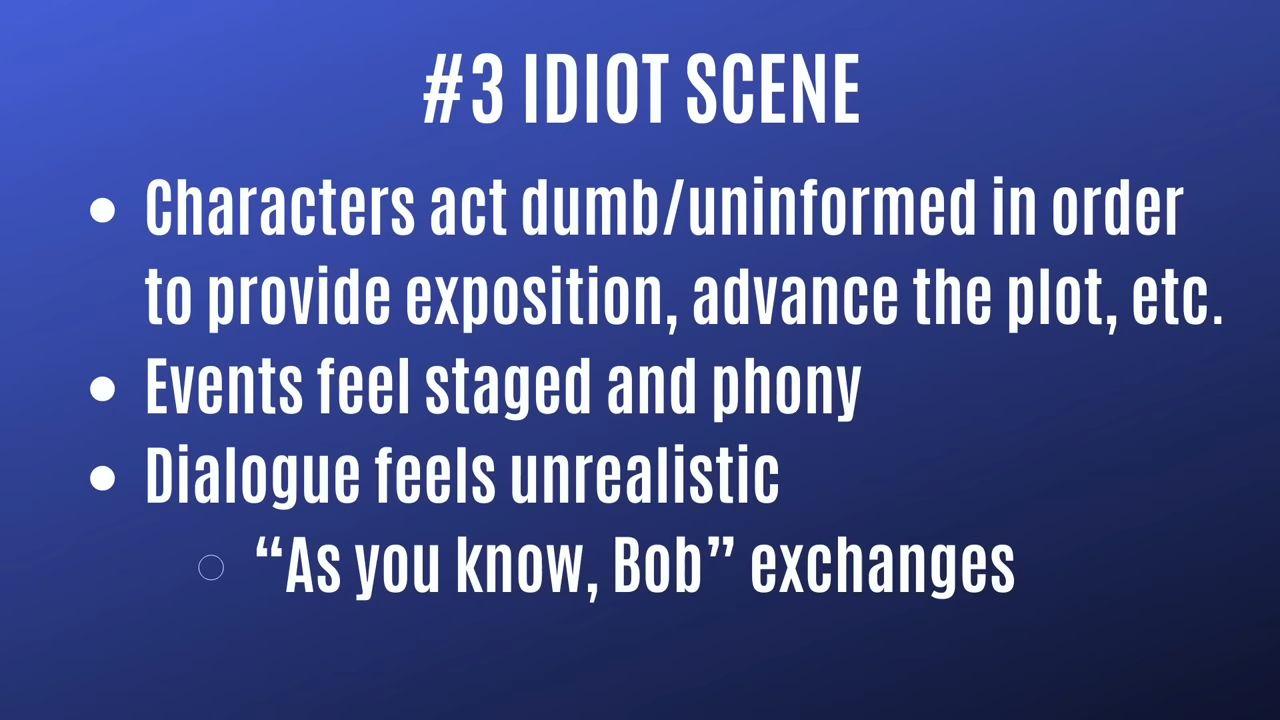 #3 IDIOT SCENE
• Characters act dumb/uninformed in order
to provide exposition, advance the plot, etc.
• Events feel staged and phony
• Dialogue feels unrealistic
○ “As you know, Bob” exchanges